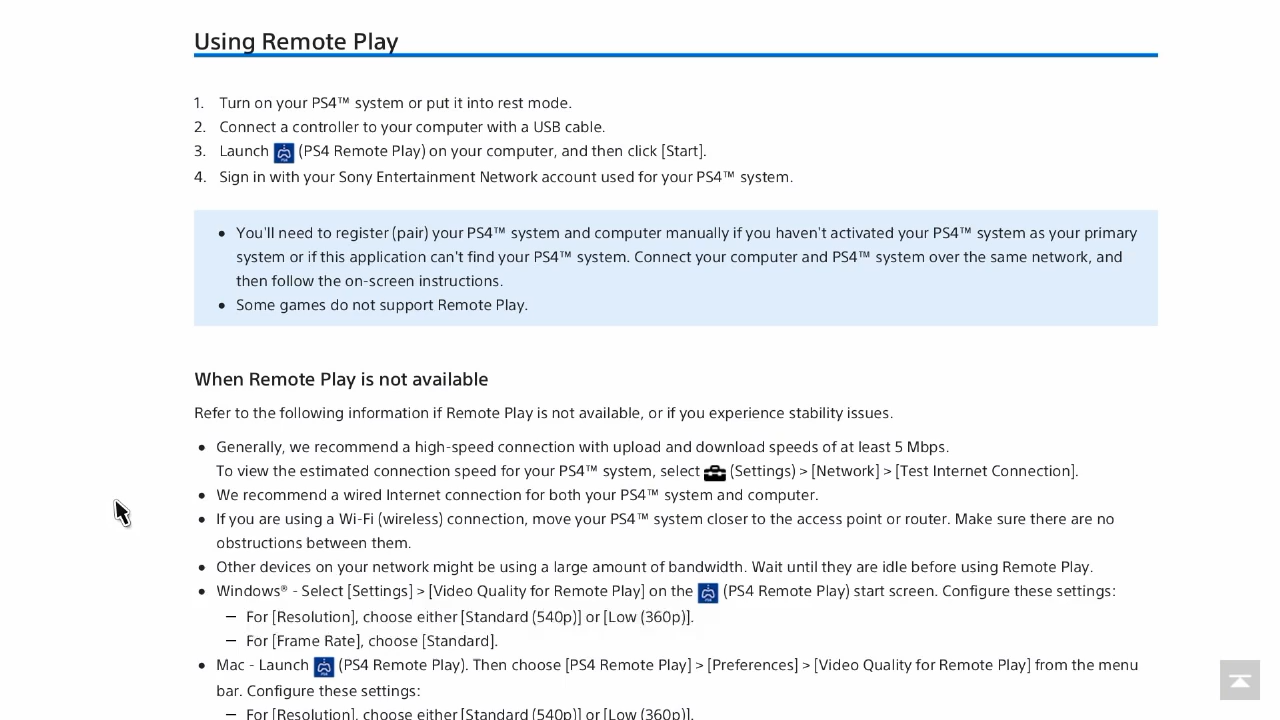 Using Remote Play
1. Turn on your PS4™ system or put it into rest mode.
2. Connect a controller to your computer with a USB cable.
3. Launch (PS4 Remote Play) on your computer, and then click [Start].
4. Sign in with your Sony Entertainment Network account used for your PS4™ system.
● You'll need to register (pair) your PS4™ system and computer manually if you haven't activated your PS4™ system as your primary
system or if this application can't find your PS4™ system. Connect your computer and PS4™ system over the same network, and
then follow the on-screen instructions.
● Some games do not support Remote Play.
When Remote Play is not available
Refer to the following information if Remote Play is not available, or if you experience stability issues.
● Generally, we recommend a high-speed connection with upload and download speeds of at least 5 Mbps.
To view the estimated connection speed for your PS4™ system, select (Settings) > [Network] > [Test Internet Connection].
● We recommend a wired Internet connection for both your PS4™ system and computer.
● If you are using a Wi-Fi (wireless) connection, move your PS4™ system closer to the access point or router. Make sure there are no
obstructions between them.
● Other devices on your network might be using a large amount of bandwidth. Wait until they are idle before using Remote Play.
● Windows® - Select [Settings] > [Video Quality for Remote Play] on the (PS4 Remote Play) start screen. Configure these settings:
– For [Resolution], choose either [Standard (540p)] or [Low (360p)].
– For [Frame Rate], choose [Standard].
● Mac - Launch (PS4 Remote Play). Then choose [PS4 Remote Play] > [Preferences] > [Video Quality for Remote Play] from the menu
bar. Configure these settings:
– For [Resolution], choose either [Standard (540p)] or [Low (360p)].